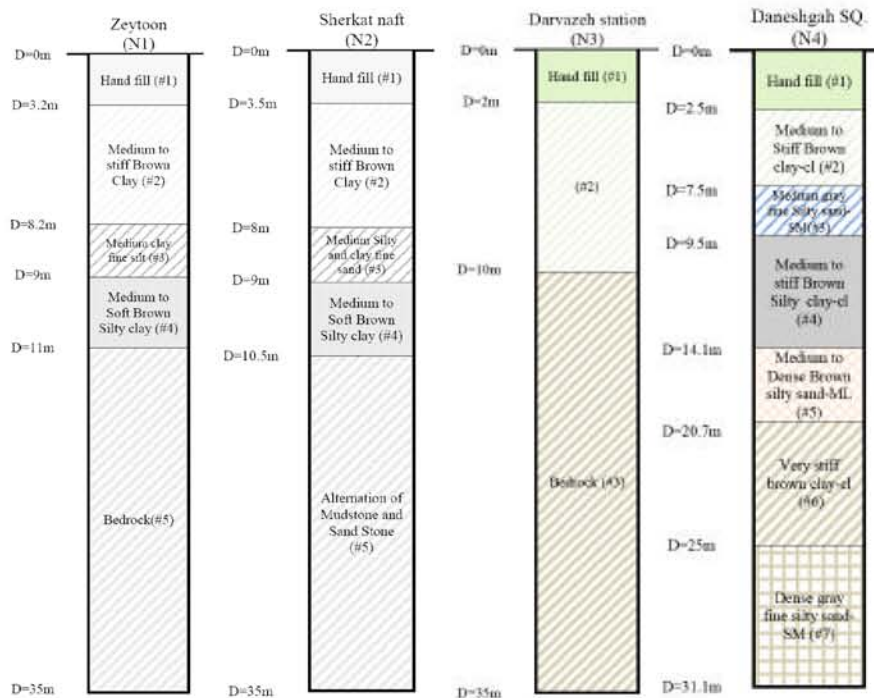 Zeytoon
(N1)
D=0m
Hand fill (#1)
D=3.2m
Medium to
stiff Brown
Clay (#2)
D=8.2m
Medium clay
fine silt (#3)
D=9m
Medium to
Soft Brown
Silty clay (#4)
D=11m
Bedrock(#5)
D=35m
Sherkat naft
(N2)
D=0m
Hand fill (#1)
D=3.5m
Medium to
stiff Brown
Clay (#2)
D=8m
Medium Silty
and clay fine
sand (#3)
D=9m
Medium to
Soft Brown
Silty clay (#4)
D=10.5m
Alternation of
Mudstone and
Sand Stone
(#5)
D=35m
Darvazeh station
(N3)
D=0m
Hand fill (#1)
D=2m
(#2)
D=10m
Bedrock (#3)
D=35m
Daneshgah SQ.
(N4)
D=0m
Hand fill (#1)
D=2.5m
Medium to
Stiff Brown
clay-cl (#2)
D=7.5m
Medium gray
fine Silty sand-
SM(#3)
D=9.5m
Medium to
stiff Brown
Silty clay-cl
(#4)
D=14.1m
Medium to
Dense Brown
silty sand-ML
(#5)
D=20.7m
Very stiff
brown clay-cl
(#6)
D=25m
Dense gray
fine silty sand-
SM (#7)
D=31.1m